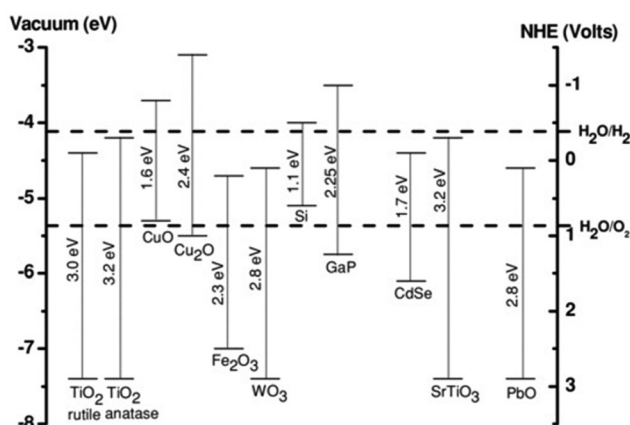 Vacuum (eV)
NHE (Volts)
-3
-4
-5
-6
-7
-8
-1
0
1
2
3
H₂O/H₂
H₂O/O₂
3.0 eV
3.2 eV
1.6 eV
2.4 eV
2.3 eV
2.8 eV
1.1 eV
2.25 eV
1.7 eV
3.2 eV
2.8 eV
CuO
Cu₂O
Si
GaP
CdSe
Fe₂O₃
TiO₂ TiO₂
rutile anatase
WO₃
SrTiO₃
PbO